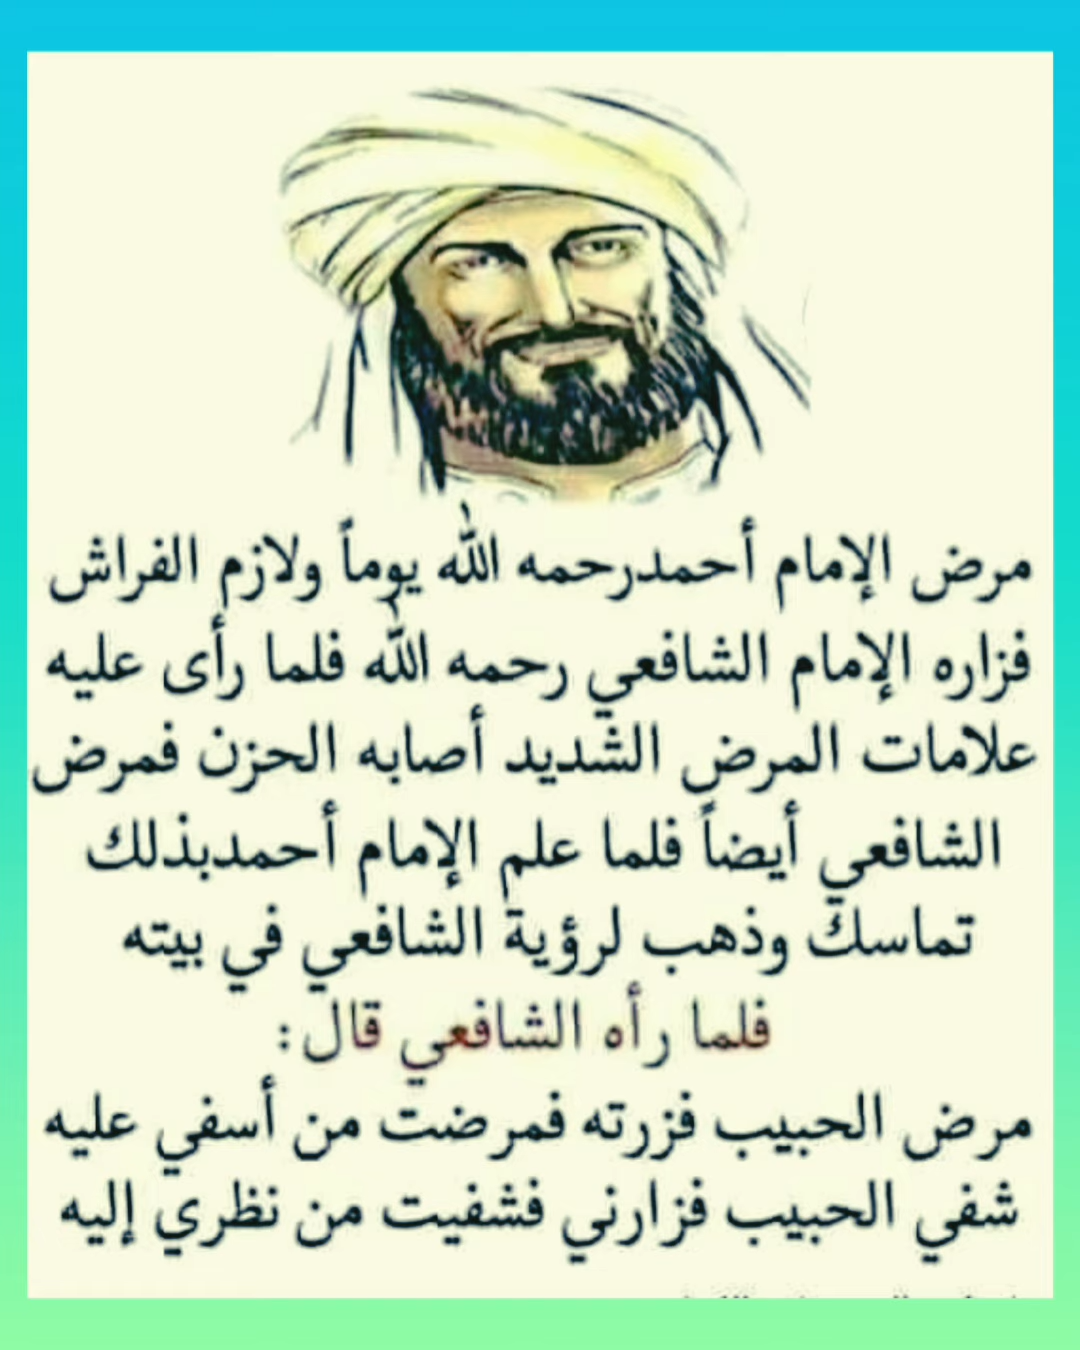 مرض الإمام أحمدرحمه الله يوماً ولازم الفراش
فزاره الإمام الشافعي رحمه الله فلما رأى عليه
علامات المرض الشديد أصابه الحزن فمرض
الشافعي أيضاً فلما علم الإمام أحمدبذلك
تماسك وذهب لرؤية الشافعي في بيته
فلما رأه الشافعي قال :
مرض الحبيب فزرته فمرضت من أسفي عليه
شفي الحبيب فزارني فشفيت من نظري إليه